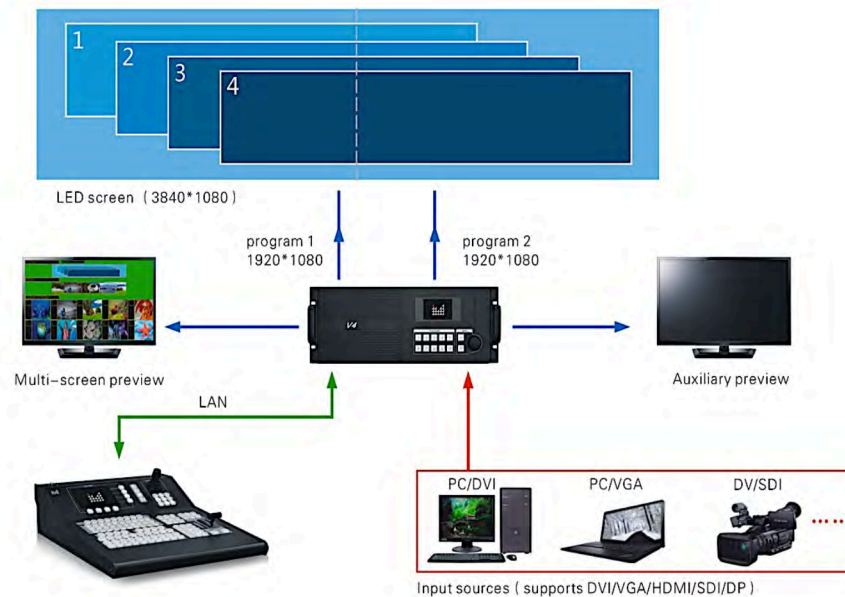 1
2
3
4
LED screen ( 3840*1080 )
program 1
1920*1080
program 2
1920*1080
V4
Multi-screen preview
Auxiliary preview
LAN
PC/DVI
PC/VGA
DV/SDI
......
Input sources ( supports DVI/VGA/HDMI/SDI/DP )